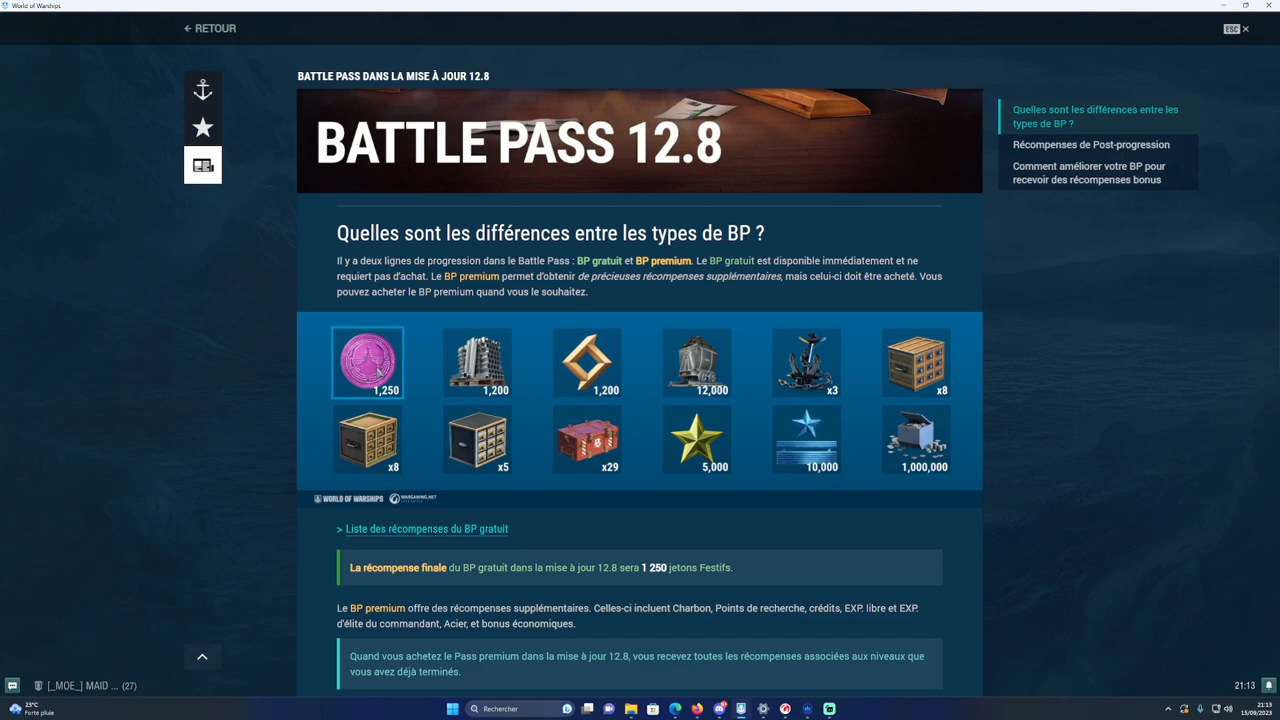 World of Warships
← RETOUR
ESC ×
BATTLE PASS DANS LA MISE À JOUR 12.8
BATTLE PASS 12.8
Quelles sont les différences entre les
types de BP ?
Récompenses de Post-progression
Comment améliorer votre BP pour
recevoir des récompenses bonus
Quelles sont les différences entre les types de BP ?
Il y a deux lignes de progression dans le Battle Pass : BP gratuit et BP premium. Le BP gratuit est disponible immédiatement et ne
requiert pas d'achat. Le BP premium permet d'obtenir de précieuses récompenses supplémentaires, mais celui-ci doit être acheté. Vous
pouvez acheter le BP premium quand vous le souhaitez.
1,250 1,200 1,200 12,000 x3 x8
x8 x5 x29 5,000 10,000 1,000,000
WORLD OF WARSHIPS WARGAMING.NET
> Liste des récompenses du BP gratuit
La récompense finale du BP gratuit dans la mise à jour 12.8 sera 1 250 jetons Festifs.
Le BP premium offre des récompenses supplémentaires. Celles-ci incluent Charbon, Points de recherche, crédits, EXP. libre et EXP.
d'élite du commandant, Acier, et bonus économiques.
Quand vous achetez le Pass premium dans la mise à jour 12.8, vous recevez toutes les récompenses associées aux niveaux que
vous avez déjà terminés.
[_MOE_] MAID ... (27)
21:13
23°C
Forte pluie
Rechercher
21:13
15/09/2023